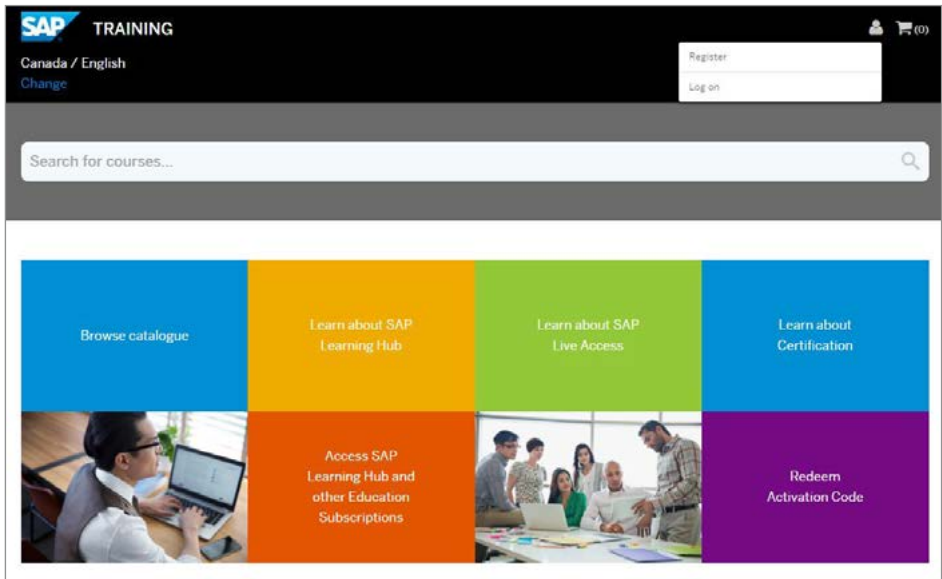 SAP TRAINING
(0)
Canada / English
Change
Register
Log on
Search for courses...
Browse catalogue
Learn about SAP
Learning Hub
Learn about SAP
Live Access
Learn about
Certification
Access SAP
Learning Hub and
other Education
Subscriptions
Redeem
Activation Code